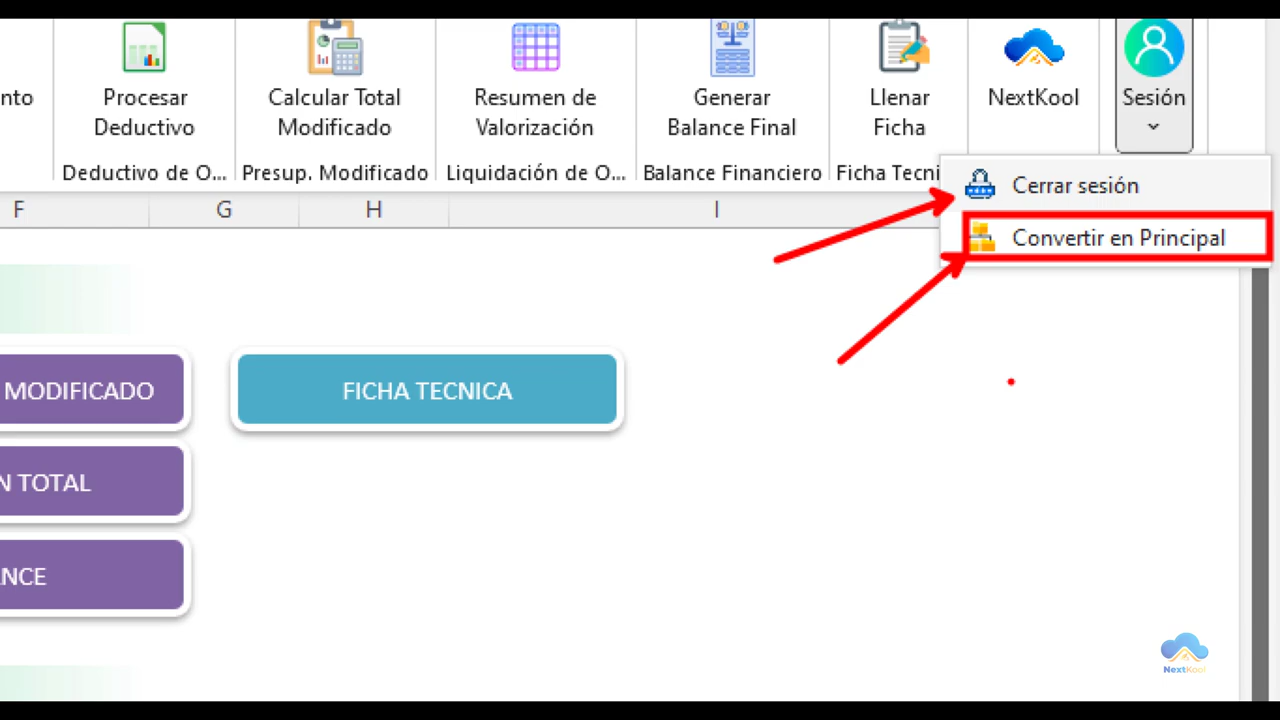 nto
Procesar
Deductivo
Calcular Total
Modificado
Resumen de
Valorización
Generar
Balance Final
Llenar
Ficha
NextKool
Sesión
Deductivo de O...
Presup. Modificado
Liquidación de O...
Balance Financiero
Ficha Tecni
Cerrar sesión
Convertir en Principal
F
G
H
I
MODIFICADO
FICHA TECNICA
N TOTAL
ANCE
NextKool